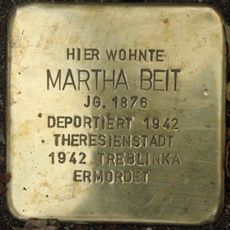 HIER WOHNTE
MARTHA BEIT
JG. 1876
DEPORTIERT 1942
THERESIENSTADT
1942 TREBLINKA
ERMORDET